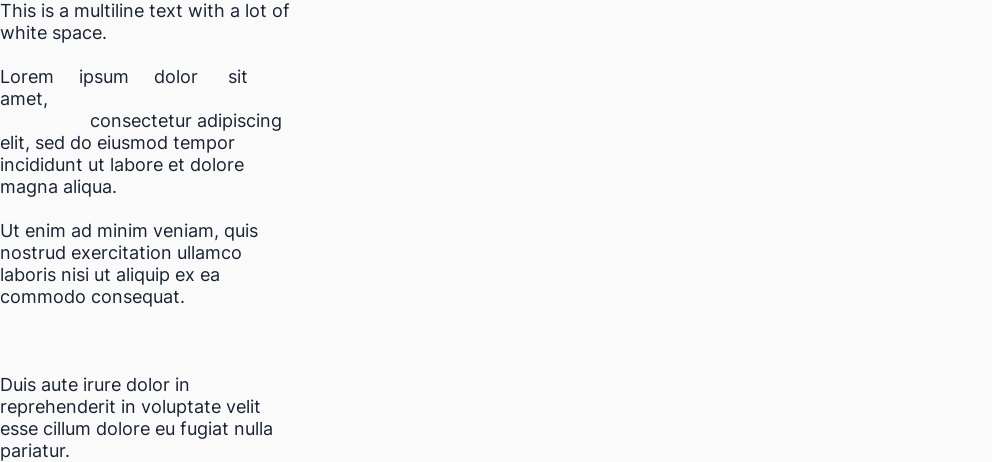 This is a multiline text with a lot of
white space.

Lorem     ipsum     dolor      sit
amet,
                  consectetur adipiscing
elit, sed do eiusmod tempor
incididunt ut labore et dolore
magna aliqua.

Ut enim ad minim veniam, quis
nostrud exercitation ullamco
laboris nisi ut aliquip ex ea
commodo consequat.



Duis aute irure dolor in
reprehenderit in voluptate velit
esse cillum dolore eu fugiat nulla
pariatur.